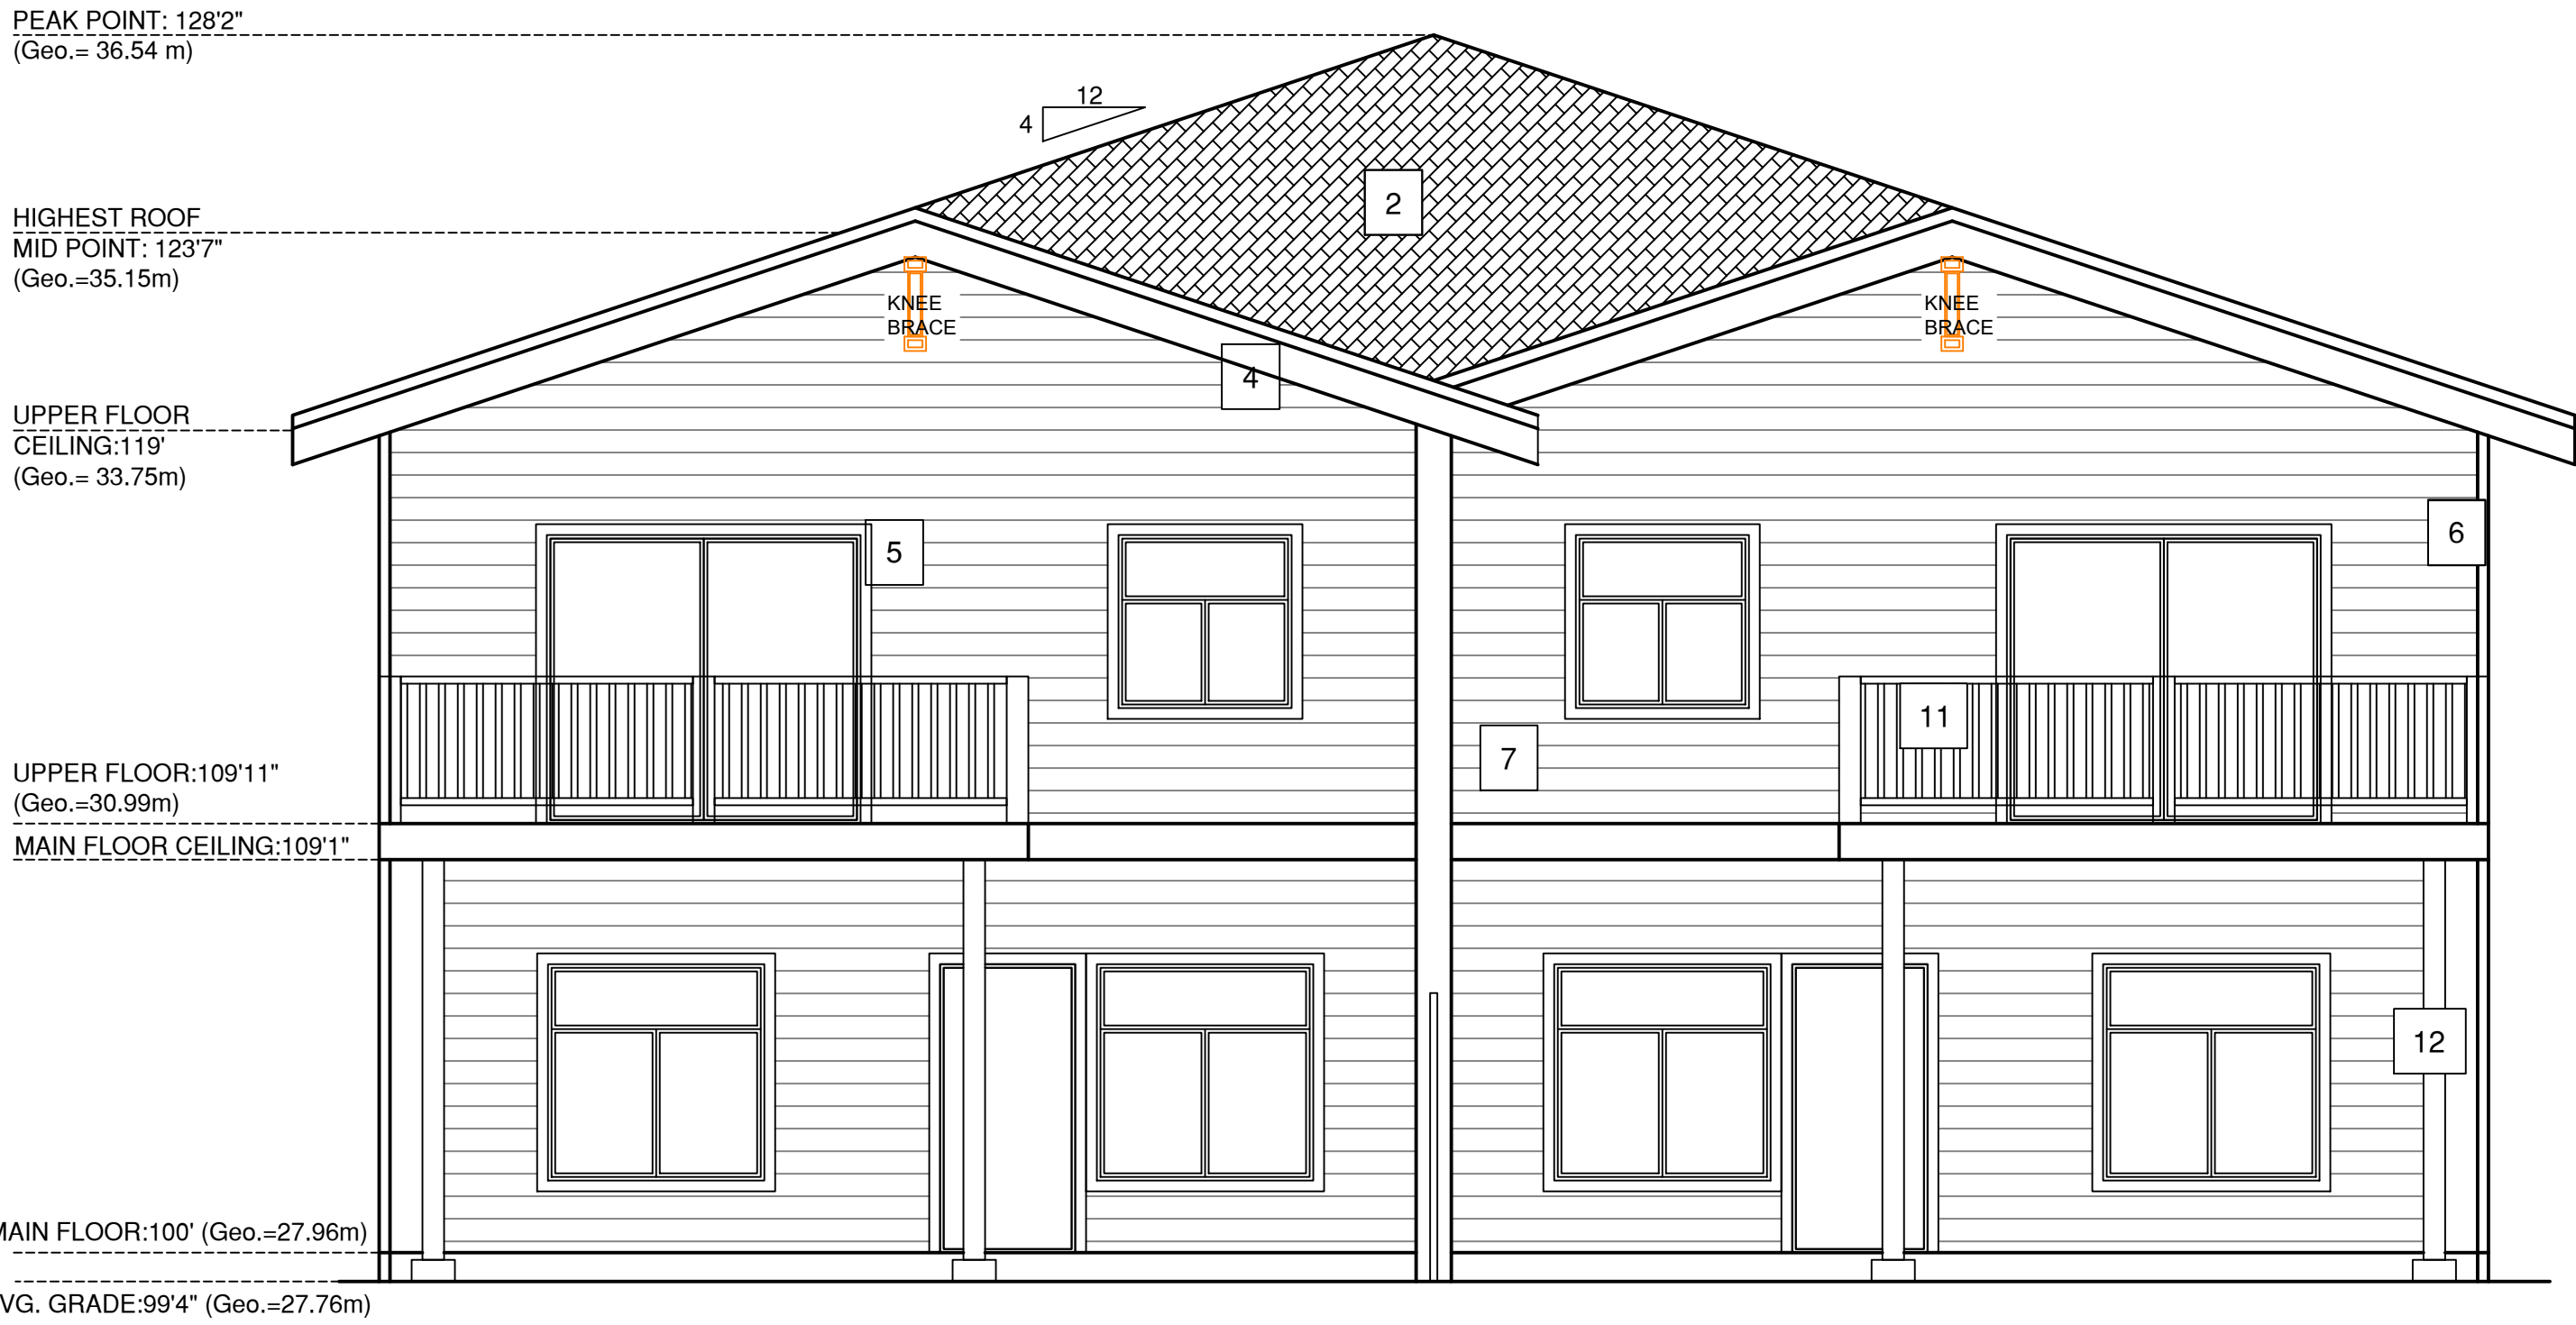 PEAK POINT: 128'2"
(Geo.= 36.54 m)
12
4
2
HIGHEST ROOF
MID POINT: 123'7"
(Geo.=35.15m)
KNEE
BRACE
KNEE
BRACE
4
UPPER FLOOR
CEILING:119'
(Geo.= 33.75m)
5
6
11
7
UPPER FLOOR:109'11"
(Geo.=30.99m)
MAIN FLOOR CEILING:109'1"
12
MAIN FLOOR:100' (Geo.=27.96m)
VG. GRADE:99'4" (Geo.=27.76m)